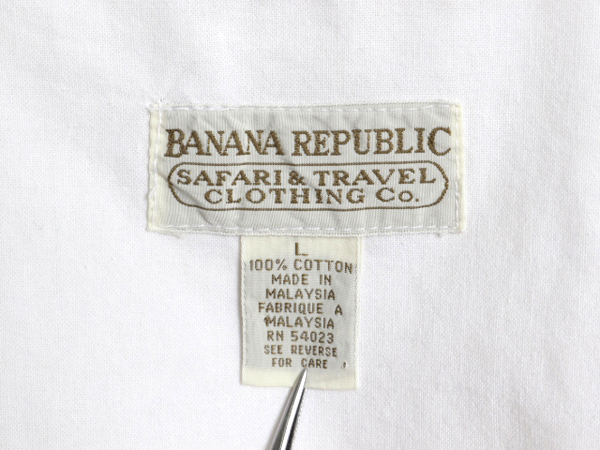 BANANA REPUBLIC
SAFARI & TRAVEL
CLOTHING CO.
L
100% COTTON
MADE IN
MALAYSIA
FABRIQUE A
MALAYSIA
RN 54023
SEE REVERSE
FOR CARE